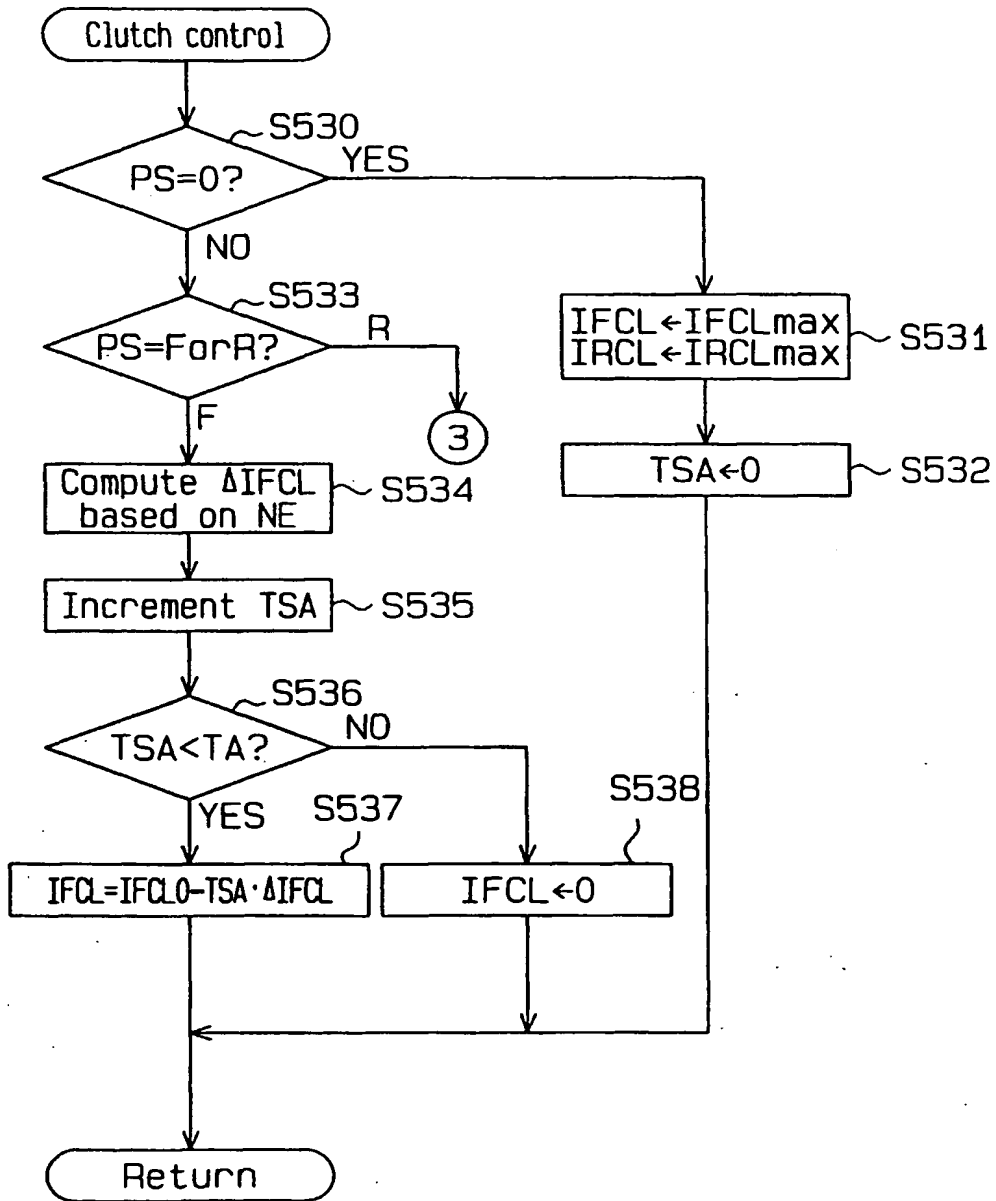 Clutch control
S530
PS=0?
YES
NO
S533
PS=ForR?
R
IFCL←IFCLmax
IRCL←IRCLmax
S531
F
3
Compute ΔIFCL
based on NE
S534
TSA←0
S532
Increment TSA
S535
S536
TSA<TA?
NO
YES
S537
S538
IFCL=IFCL0-TSA·ΔIFCL
IFCL←0
Return